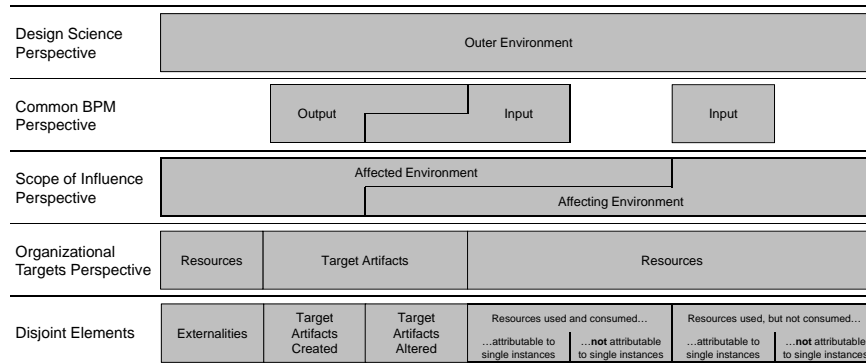 Design Science
Perspective
Outer Environment
Common BPM
Perspective
Output
Input
Input
Scope of Influence
Perspective
Affected Environment
Affecting Environment
Organizational
Targets Perspective
Resources
Target Artifacts
Resources
Disjoint Elements
Externalities
Target
Artifacts
Created
Target
Artifacts
Altered
Resources used and consumed…
…attributable to
single instances
…not attributable
to single instances
Resources used, but not consumed…
…attributable to
single instances
…not attributable
to single instances